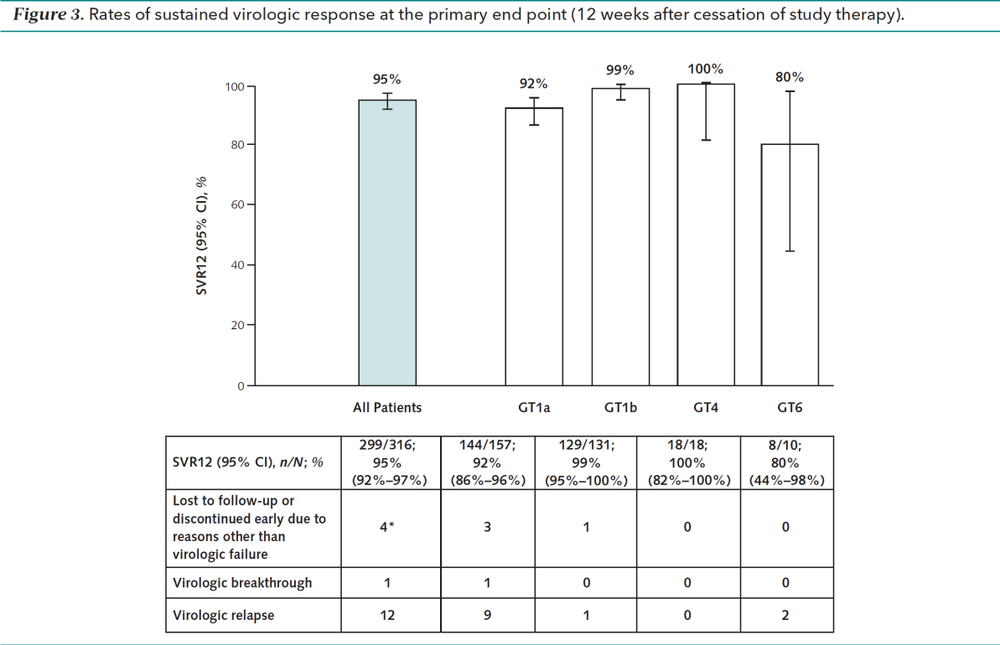 Figure 3. Rates of sustained virologic response at the primary end point (12 weeks after cessation of study therapy).
95%
92%
99%
100%
80%
SVR12 (95% CI), %
100
80
60
40
20
0
All Patients
GT1a
GT1b
GT4
GT6
SVR12 (95% CI), n/N; %
299/316;
95%
(92%–97%)
144/157;
92%
(86%–96%)
129/131;
99%
(95%–100%)
18/18;
100%
(82%–100%)
8/10;
80%
(44%–98%)
Lost to follow-up or
discontinued early due to
reasons other than
virologic failure
4*
3
1
0
0
Virologic breakthrough
1
1
0
0
0
Virologic relapse
12
9
1
0
2